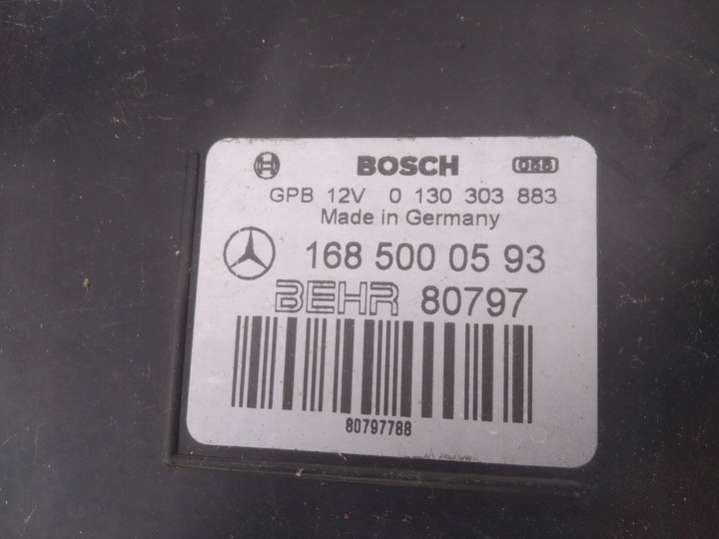 BOSCH
GPB 12V 0 130 303 883
Made in Germany
168 500 05 93
BEHR 80797
80797788